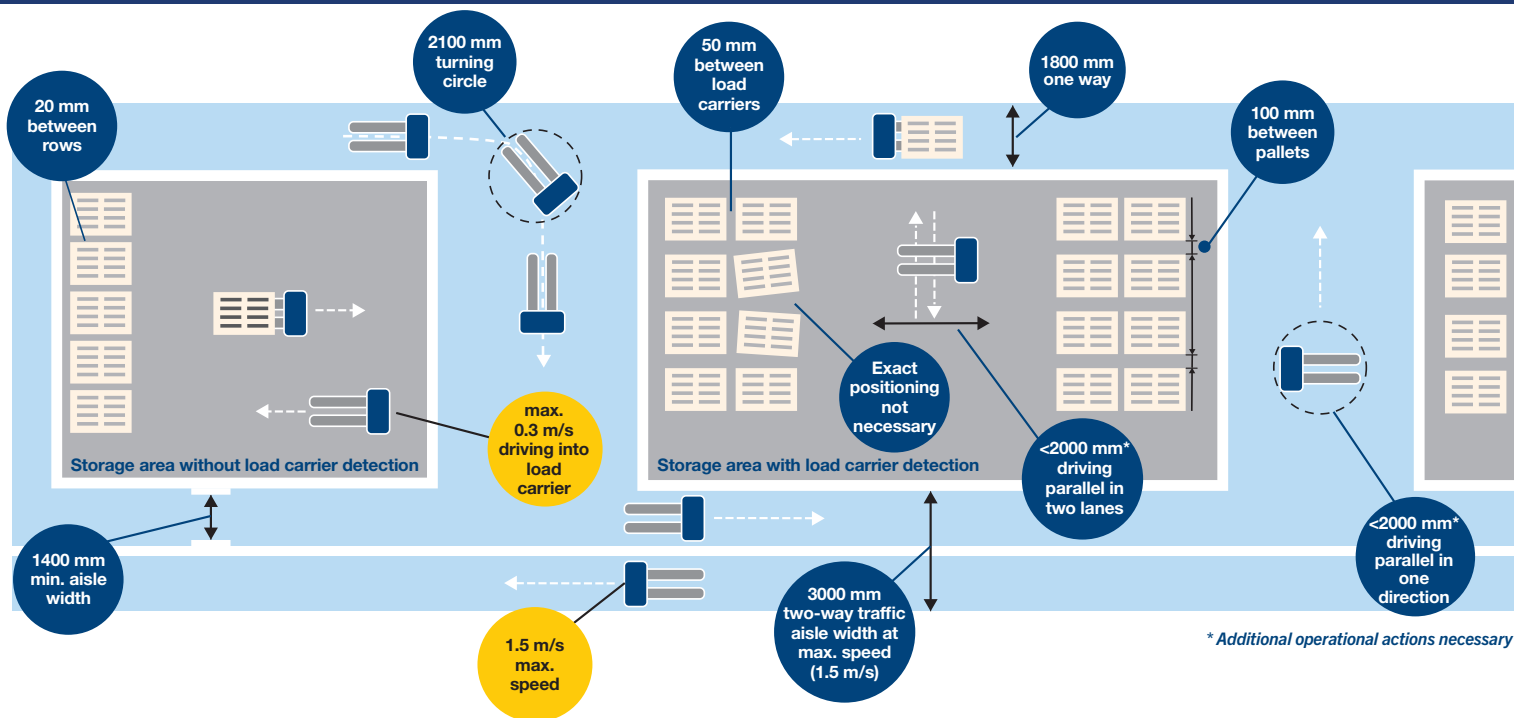 2100 mm
turning
circle
50 mm
between
load
carriers
1800 mm
one way
20 mm
between
rows
100 mm
between
pallets
Exact
positioning
not
necessary
max.
0.3 m/s
driving into
load
carrier
<2000 mm*
driving
parallel in
two lanes
Storage area without load carrier detection
Storage area with load carrier detection
<2000 mm*
driving
parallel in
one
direction
1400 mm
min. aisle
width
3000 mm
two-way traffic
aisle width at
max. speed
(1.5 m/s)
1.5 m/s
max.
speed
* Additional operational actions necessary